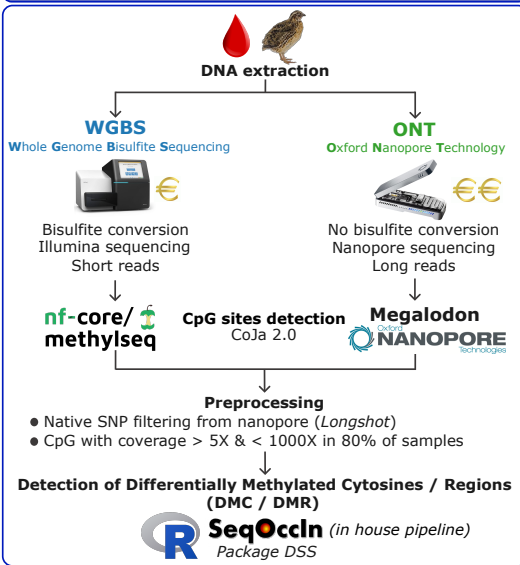 DNA extraction
WGBS
Whole Genome Bisulfite Sequencing
€
Bisulfite conversion
Illumina sequencing
Short reads
ONT
Oxford Nanopore Technology
€€
No bisulfite conversion
Nanopore sequencing
Long reads
nf-core/
methylseq
CpG sites detection
CoJa 2.0
Megalodon
Oxford
NANOPORE
Technologies
Preprocessing
• Native SNP filtering from nanopore (Longshot)
• CpG with coverage > 5X & < 1000X in 80% of samples
Detection of Differentially Methylated Cytosines / Regions
(DMC / DMR)
R SeqOccIn (in house pipeline)
Package DSS